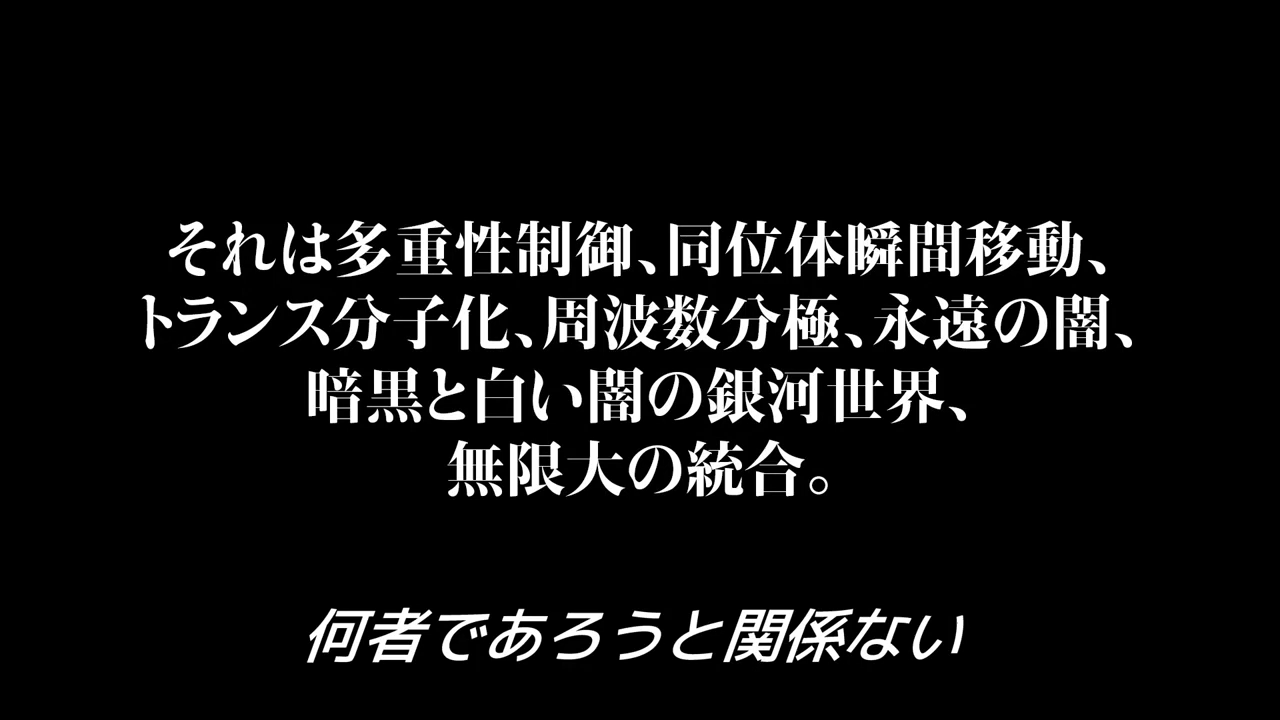 それは多重性制御、同位体瞬間移動、
トランス分子化、周波数分極、永遠の闇、
暗黒と白い闇の銀河世界、
無限大の統合。
何者であろうと関係ない